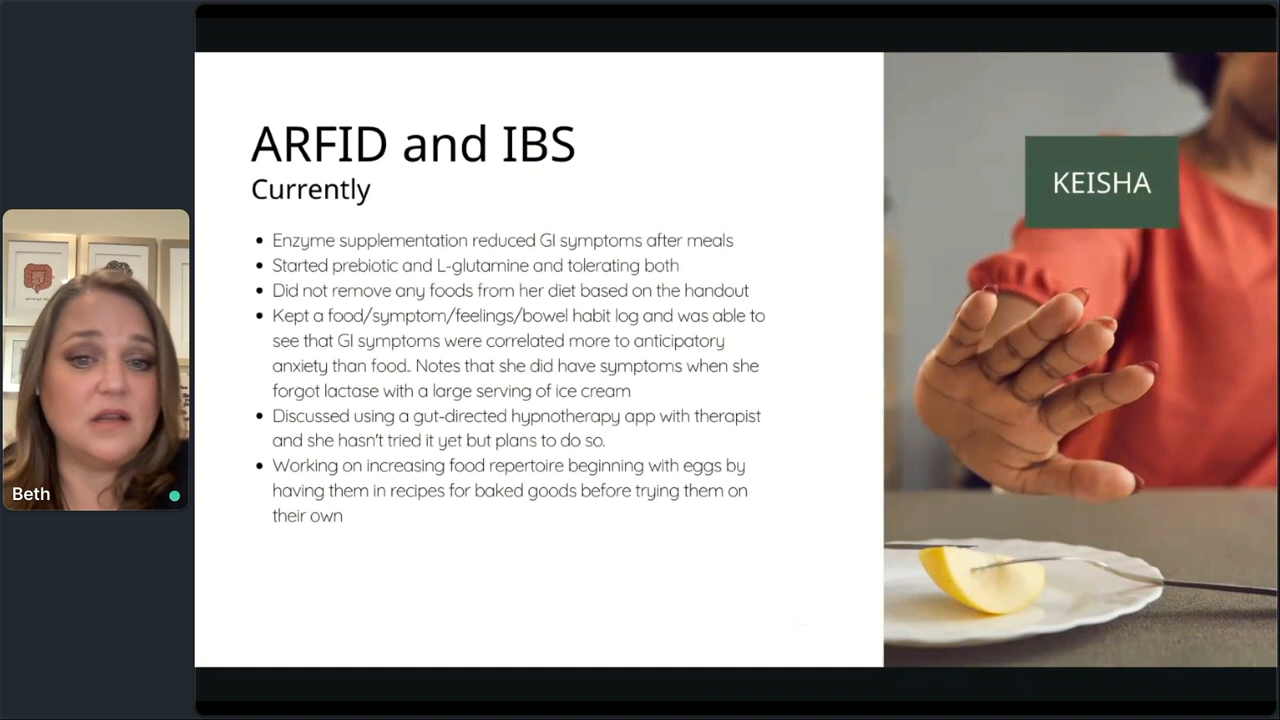 ARFID and IBS
Currently
KEISHA
• Enzyme supplementation reduced GI symptoms after meals
• Started prebiotic and L-glutamine and tolerating both
• Did not remove any foods from her diet based on the handout
• Kept a food/symptom/feelings/bowel habit log and was able to
see that GI symptoms were correlated more to anticipatory
anxiety than food.. Notes that she did have symptoms when she
forgot lactase with a large serving of ice cream
• Discussed using a gut-directed hypnotherapy app with therapist
and she hasn't tried it yet but plans to do so.
• Working on increasing food repertoire beginning with eggs by
having them in recipes for baked goods before trying them on
their own
Beth